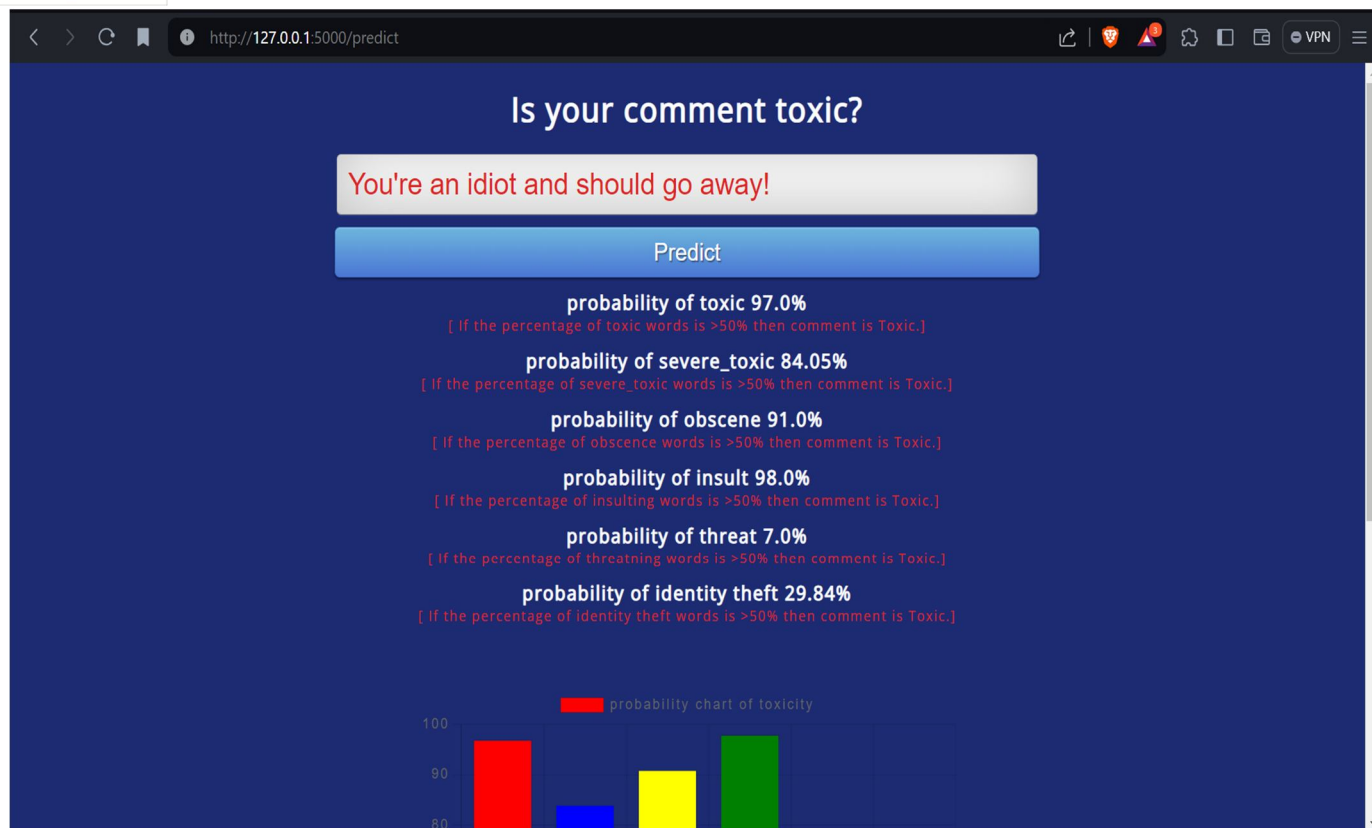 http://127.0.0.1:5000/predict
3
VPN
Is your comment toxic?
You're an idiot and should go away!
Predict
probability of toxic 97.0%
[ If the percentage of toxic words is >50% then comment is Toxic.]
probability of severe_toxic 84.05%
[ If the percentage of severe_toxic words is >50% then comment is Toxic.]
probability of obscene 91.0%
[ If the percentage of obscence words is >50% then comment is Toxic.]
probability of insult 98.0%
[ If the percentage of insulting words is >50% then comment is Toxic.]
probability of threat 7.0%
[ If the percentage of threatning words is >50% then comment is Toxic.]
probability of identity theft 29.84%
[ If the percentage of identity theft words is >50% then comment is Toxic.]
probability chart of toxicity
100
90
80